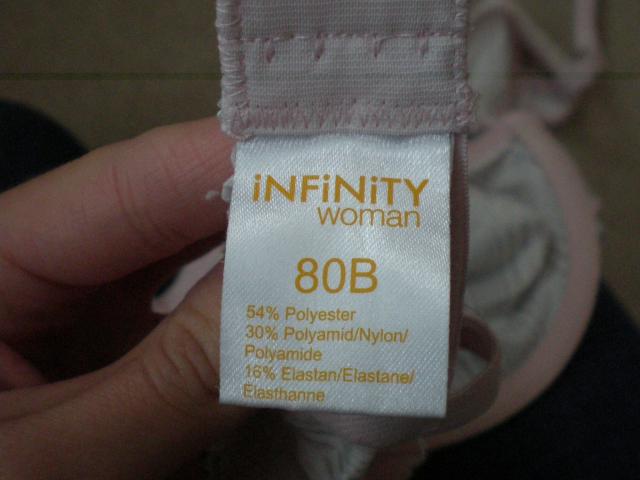 iNFiNiTY
woman
80B
54% Polyester
30% Polyamid/Nylon/
Polyamide
16% Elastan/Elastane/
Elasthanne